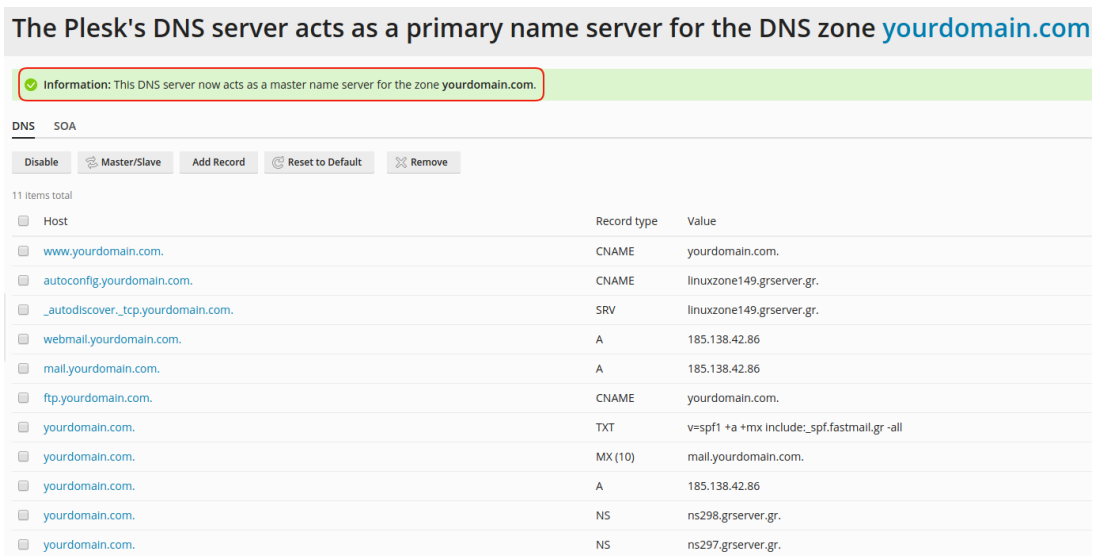 The Plesk's DNS server acts as a primary name server for the DNS zone yourdomain.com
Information: This DNS server now acts as a master name server for the zone yourdomain.com.
DNS SOA
Disable Master/Slave Add Record Reset to Default Remove
11 items total
Host Record type Value
www.yourdomain.com. CNAME yourdomain.com.
autoconfig.yourdomain.com. CNAME linuxzone149.grserver.gr.
_autodiscover._tcp.yourdomain.com. SRV linuxzone149.grserver.gr.
webmail.yourdomain.com. A 185.138.42.86
mail.yourdomain.com. A 185.138.42.86
ftp.yourdomain.com. CNAME yourdomain.com.
yourdomain.com. TXT v=spf1 +a +mx include:_spf.fastmail.gr -all
yourdomain.com. MX (10) mail.yourdomain.com.
yourdomain.com. A 185.138.42.86
yourdomain.com. NS ns298.grserver.gr.
yourdomain.com. NS ns297.grserver.gr.